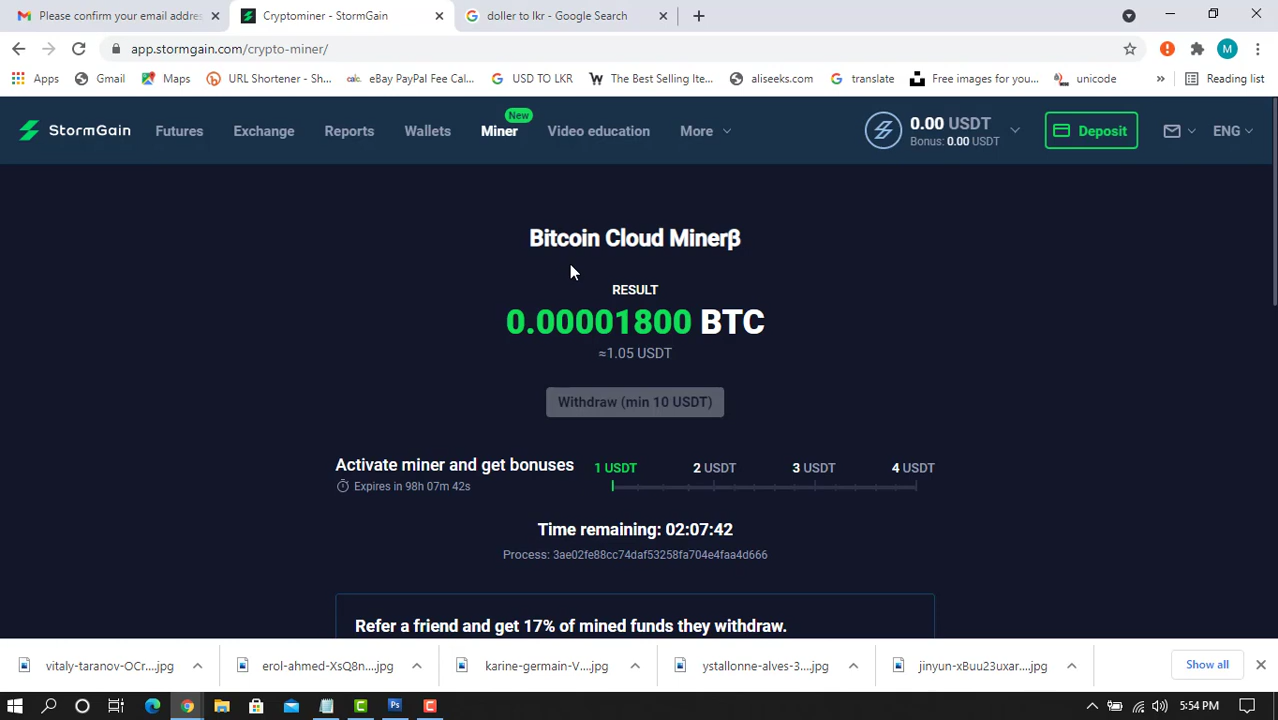 Please confirm your email addres
Cryptominer - StormGain
doller to lkr - Google Search
app.stormgain.com/crypto-miner/
M
Apps
Gmail
Maps
URL Shortener - Sh...
calc. eBay PayPal Fee Cal...
USD TO LKR
The Best Selling Ite...
aliseeks.com
translate
Free images for you...
unicode
»
Reading list
StormGain
Futures
Exchange
Reports
Wallets
Miner
New
Video education
More
0.00 USDT
Bonus: 0.00 USDT
Deposit
ENG
Bitcoin Cloud Minerβ
RESULT
0.00001800 BTC
≈1.05 USDT
Withdraw (min 10 USDT)
Activate miner and get bonuses
Expires in 98h 07m 42s
1 USDT
2 USDT
3 USDT
4 USDT
Time remaining: 02:07:42
Process: 3ae02fe88cc74daf53258fa704e4faa4d666
Refer a friend and get 17% of mined funds they withdraw.
vitaly-taranov-OCr....jpg
erol-ahmed-XsQ8n....jpg
karine-germain-V....jpg
ystallonne-alves-3....jpg
jinyun-xBuu23uxar....jpg
Show all
5:54 PM